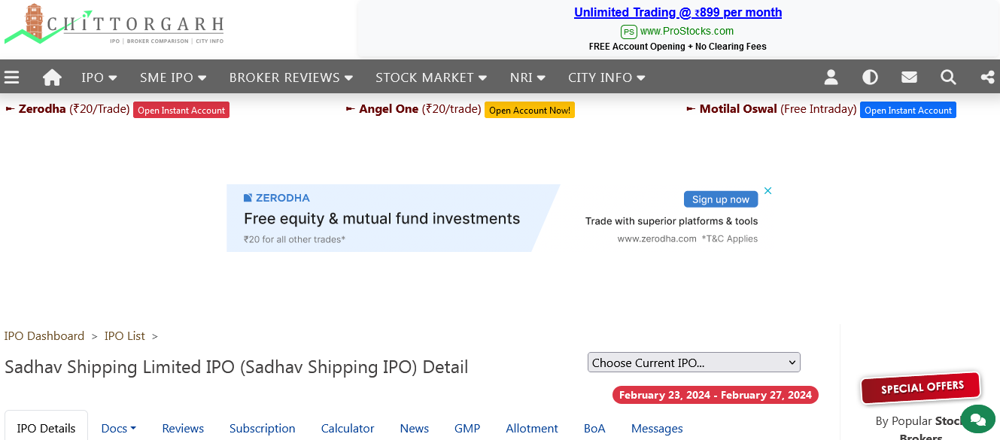 CHITTORGARH
IPO | BROKER COMPARISON | CITY INFO
Unlimited Trading @ ₹899 per month
PS www.ProStocks.com
FREE Account Opening + No Clearing Fees
IPO SME IPO BROKER REVIEWS STOCK MARKET NRI CITY INFO
Zerodha (₹20/Trade) Open Instant Account
Angel One (₹20/trade) Open Account Now!
Motilal Oswal (Free Intraday) Open Instant Account
ZERODHA
Free equity & mutual fund investments
₹20 for all other trades*
Sign up now
Trade with superior platforms & tools
www.zerodha.com *T&C Applies
IPO Dashboard > IPO List >
Sadhav Shipping Limited IPO (Sadhav Shipping IPO) Detail
Choose Current IPO...
February 23, 2024 - February 27, 2024
IPO Details Docs Reviews Subscription Calculator News GMP Allotment BoA Messages
SPECIAL OFFERS
By Popular Stoc
Brokers